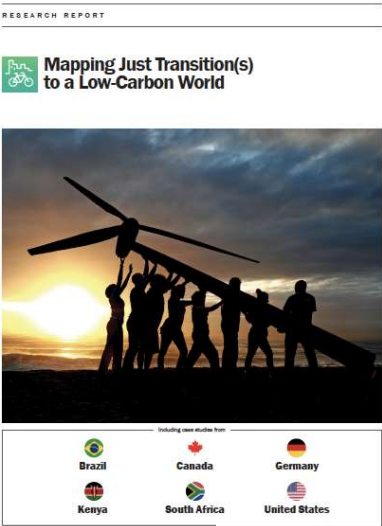 RESEARCH REPORT
Mapping Just Transition(s)
to a Low-Carbon World
Including case studies from
Brazil
Canada
Germany
Kenya
South Africa
United States